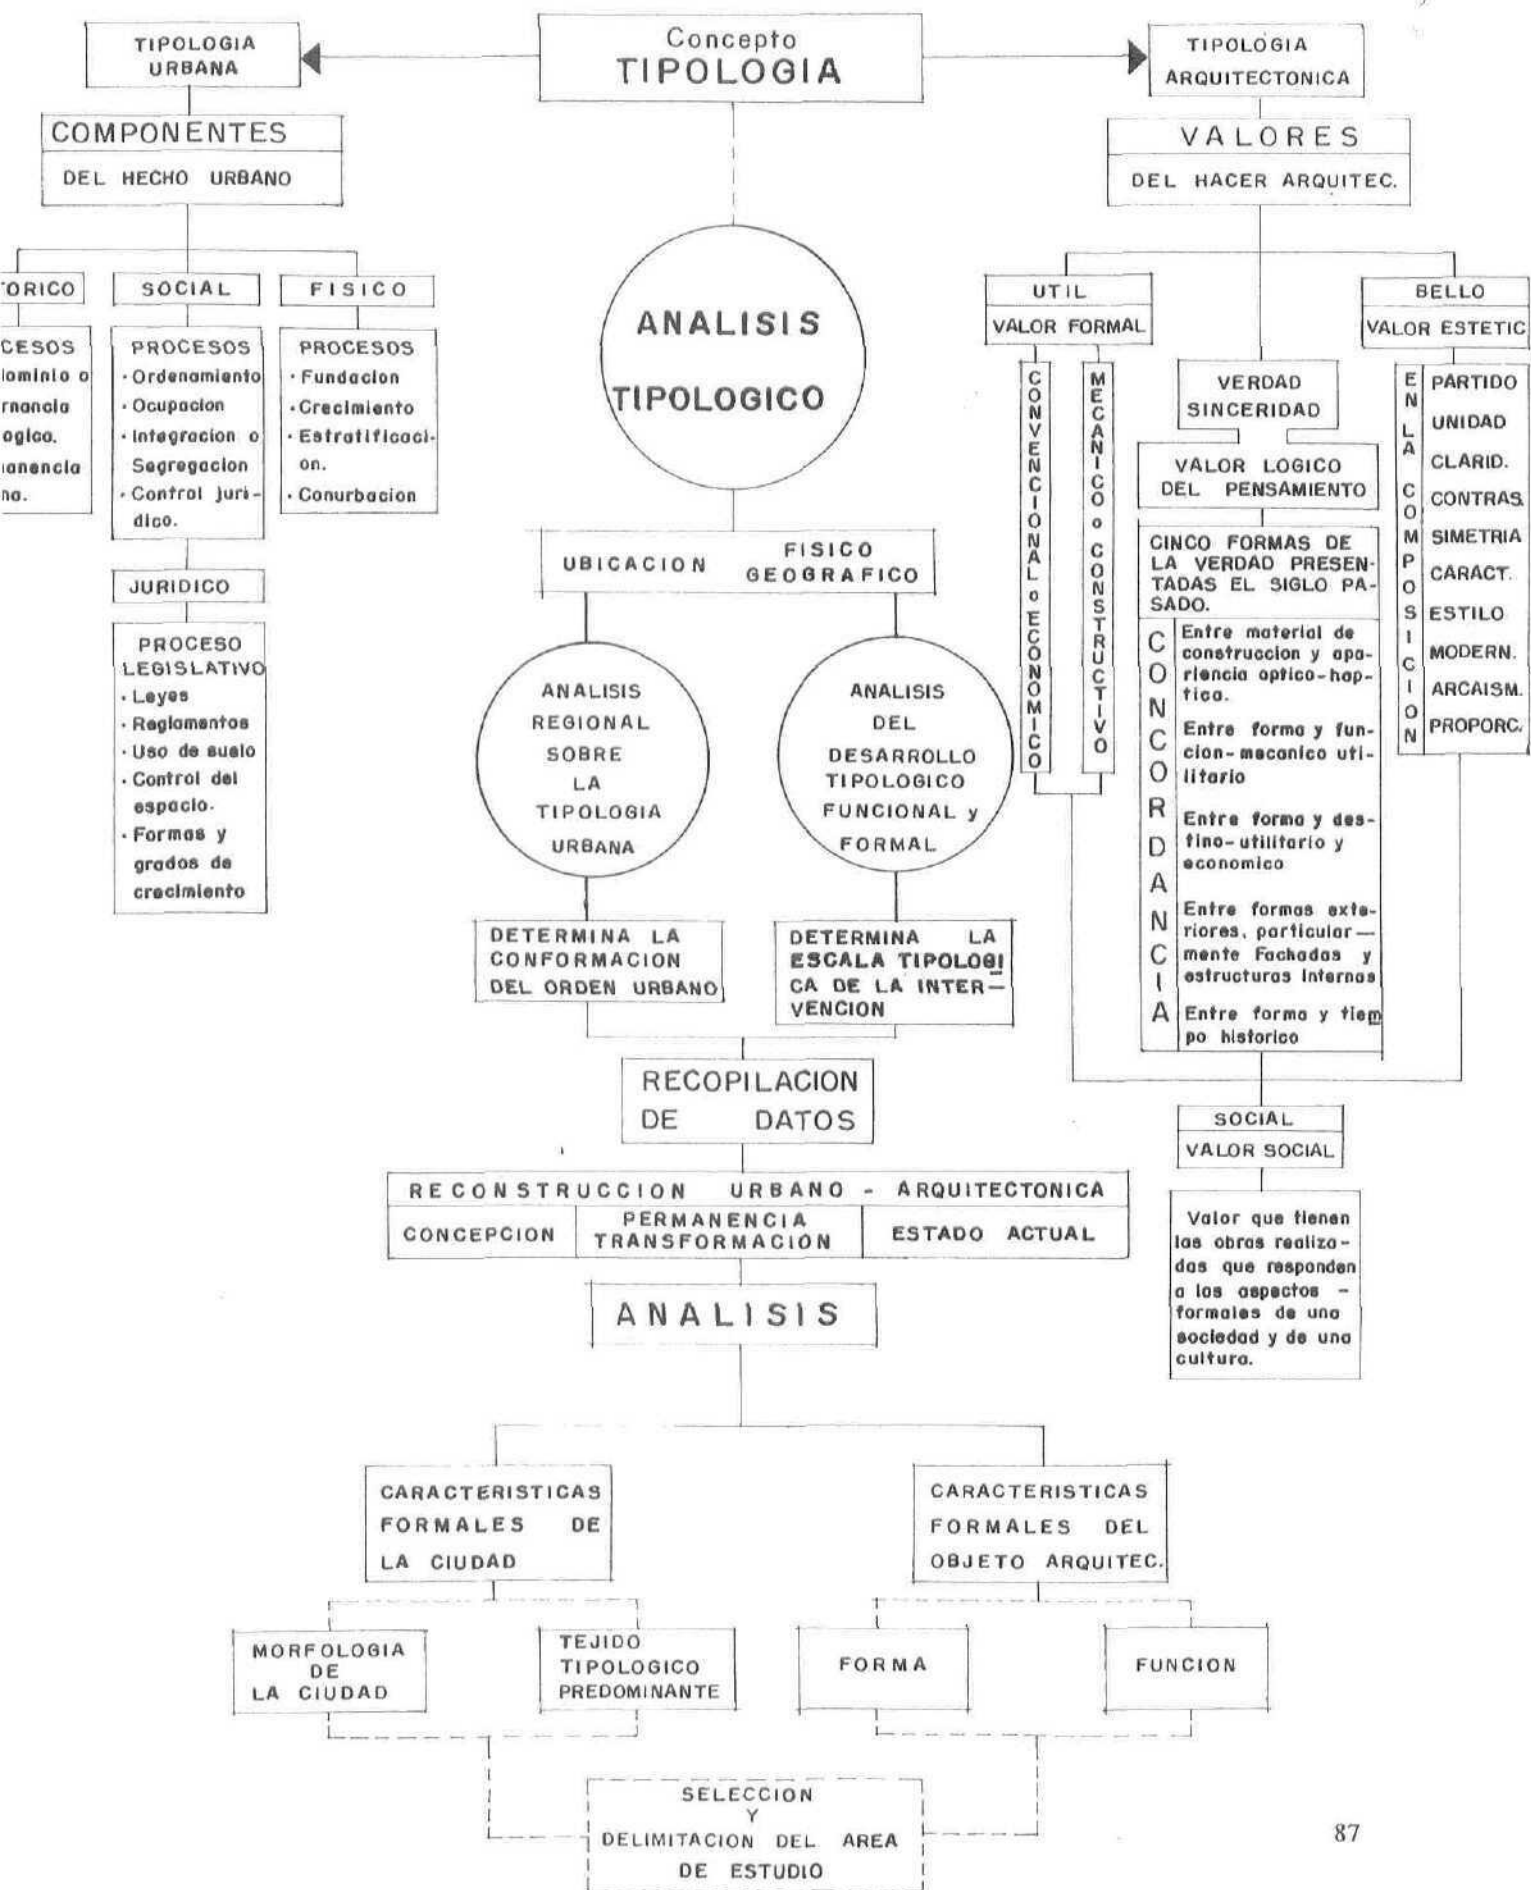 Concepto
TIPOLOGIA
TIPOLOGIA
URBANA
COMPONENTES
DEL HECHO URBANO
TORICO
CESOS
ominio o
rnancia
ogica.
anencia
na.
SOCIAL
PROCESOS
· Ordenamiento
· Ocupacion
· Integracion o
Segregacion
· Control juri-
dico.
JURIDICO
PROCESO
LEGISLATIVO
· Leyes
· Reglamentos
· Uso de suelo
· Control del
espacio.
· Formas y
grados de
crecimiento
FISICO
PROCESOS
· Fundacion
· Crecimiento
· Estratificaci-
on.
· Conurbacion
TIPOLOGIA
ARQUITECTONICA
VALORES
DEL HACER ARQUITEC.
UTIL
VALOR FORMAL
CONVENCIONAL o ECONOMICO
MECANICO o CONSTRUCTIVO
VERDAD
SINCERIDAD
VALOR LOGICO
DEL PENSAMIENTO
CINCO FORMAS DE
LA VERDAD PRESEN-
TADAS EL SIGLO PA-
SADO.
CONCORDANCIA
Entre material de
construccion y apa-
riencia optico-hap-
tica.
Entre forma y fun-
cion-mecanico uti-
litario
Entre forma y des-
tino-utilitario y
economico
Entre formas exte-
riores, particular—
mente Fachadas y
estructuras Internas
Entre forma y tiem
po historico
BELLO
VALOR ESTETIC
EN LA COMPOSICION
PARTIDO
UNIDAD
CLARID.
CONTRAS.
SIMETRIA
CARACT.
ESTILO
MODERN.
ARCAISM.
PROPORC.
SOCIAL
VALOR SOCIAL
Valor que tienen
las obras realiza-
das que responden
a los aspectos -
formales de una
sociedad y de una
cultura.
ANALISIS
TIPOLOGICO
UBICACION FISICO
GEOGRAFICO
ANALISIS
REGIONAL
SOBRE
LA
TIPOLOGIA
URBANA
ANALISIS
DEL
DESARROLLO
TIPOLOGICO
FUNCIONAL y
FORMAL
DETERMINA LA
CONFORMACION
DEL ORDEN URBANO
DETERMINA LA
ESCALA TIPOLOGI
CA DE LA INTER—
VENCION
RECOPILACION
DE DATOS
RECONSTRUCCION URBANO - ARQUITECTONICA
CONCEPCION
PERMANENCIA
TRANSFORMACION
ESTADO ACTUAL
ANALISIS
CARACTERISTICAS
FORMALES DE
LA CIUDAD
CARACTERISTICAS
FORMALES DEL
OBJETO ARQUITEC.
MORFOLOGIA
DE
LA CIUDAD
TEJIDO
TIPOLOGICO
PREDOMINANTE
FORMA
FUNCION
SELECCION
Y
DELIMITACION DEL AREA
DE ESTUDIO
87